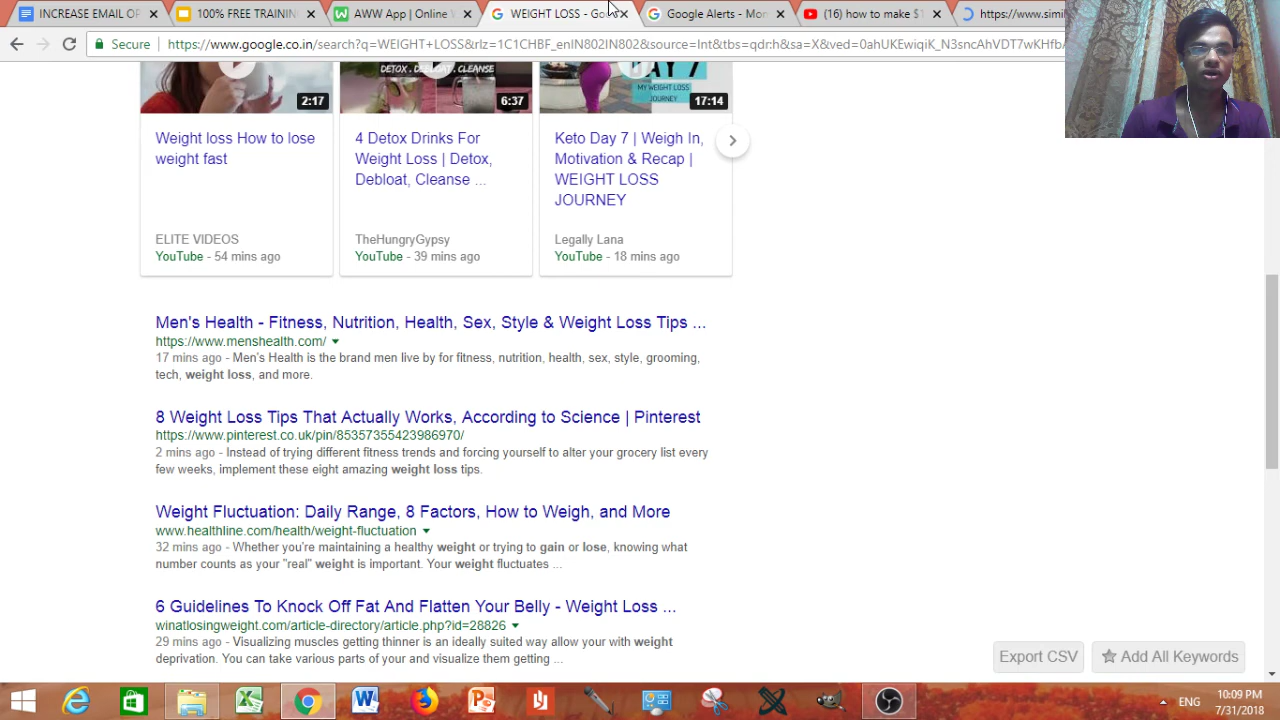 INCREASE EMAIL OF
100% FREE TRAININ
AWW App | Online W
WEIGHT LOSS - Go
Google Alerts - Mon
(16) how to make $1
https://www.simil
Secure
https://www.google.co.in/search?q=WEIGHT+LOSS&rlz=1C1CHBF_enIN802IN802&source=lnt&tbs=qdr:h&sa=X&ved=0ahUKEwiqiK_N3sncAhVDT7wKHfb/
DETOX . DEBLOAT . CLEANSE
DAY 7
MY WEIGHT LOSS
JOURNEY
2:17
6:37
17:14
Weight loss How to lose
weight fast
ELITE VIDEOS
YouTube - 54 mins ago
4 Detox Drinks For
Weight Loss | Detox,
Debloat, Cleanse ...
TheHungryGypsy
YouTube - 39 mins ago
Keto Day 7 | Weigh In,
Motivation & Recap |
WEIGHT LOSS
JOURNEY
Legally Lana
YouTube - 18 mins ago
Men's Health - Fitness, Nutrition, Health, Sex, Style & Weight Loss Tips ...
https://www.menshealth.com/
17 mins ago - Men's Health is the brand men live by for fitness, nutrition, health, sex, style, grooming,
tech, weight loss, and more.
8 Weight Loss Tips That Actually Works, According to Science | Pinterest
https://www.pinterest.co.uk/pin/85357355423986970/
2 mins ago - Instead of trying different fitness trends and forcing yourself to alter your grocery list every
few weeks, implement these eight amazing weight loss tips.
Weight Fluctuation: Daily Range, 8 Factors, How to Weigh, and More
www.healthline.com/health/weight-fluctuation
32 mins ago - Whether you're maintaining a healthy weight or trying to gain or lose, knowing what
number counts as your "real" weight is important. Your weight fluctuates ...
6 Guidelines To Knock Off Fat And Flatten Your Belly - Weight Loss ...
winatlosingweight.com/article-directory/article.php?id=28826
29 mins ago - Visualizing muscles getting thinner is an ideally suited way allow your with weight
deprivation. You can take various parts of your and visualize them getting ...
Export CSV
Add All Keywords
ENG
10:09 PM
7/31/2018